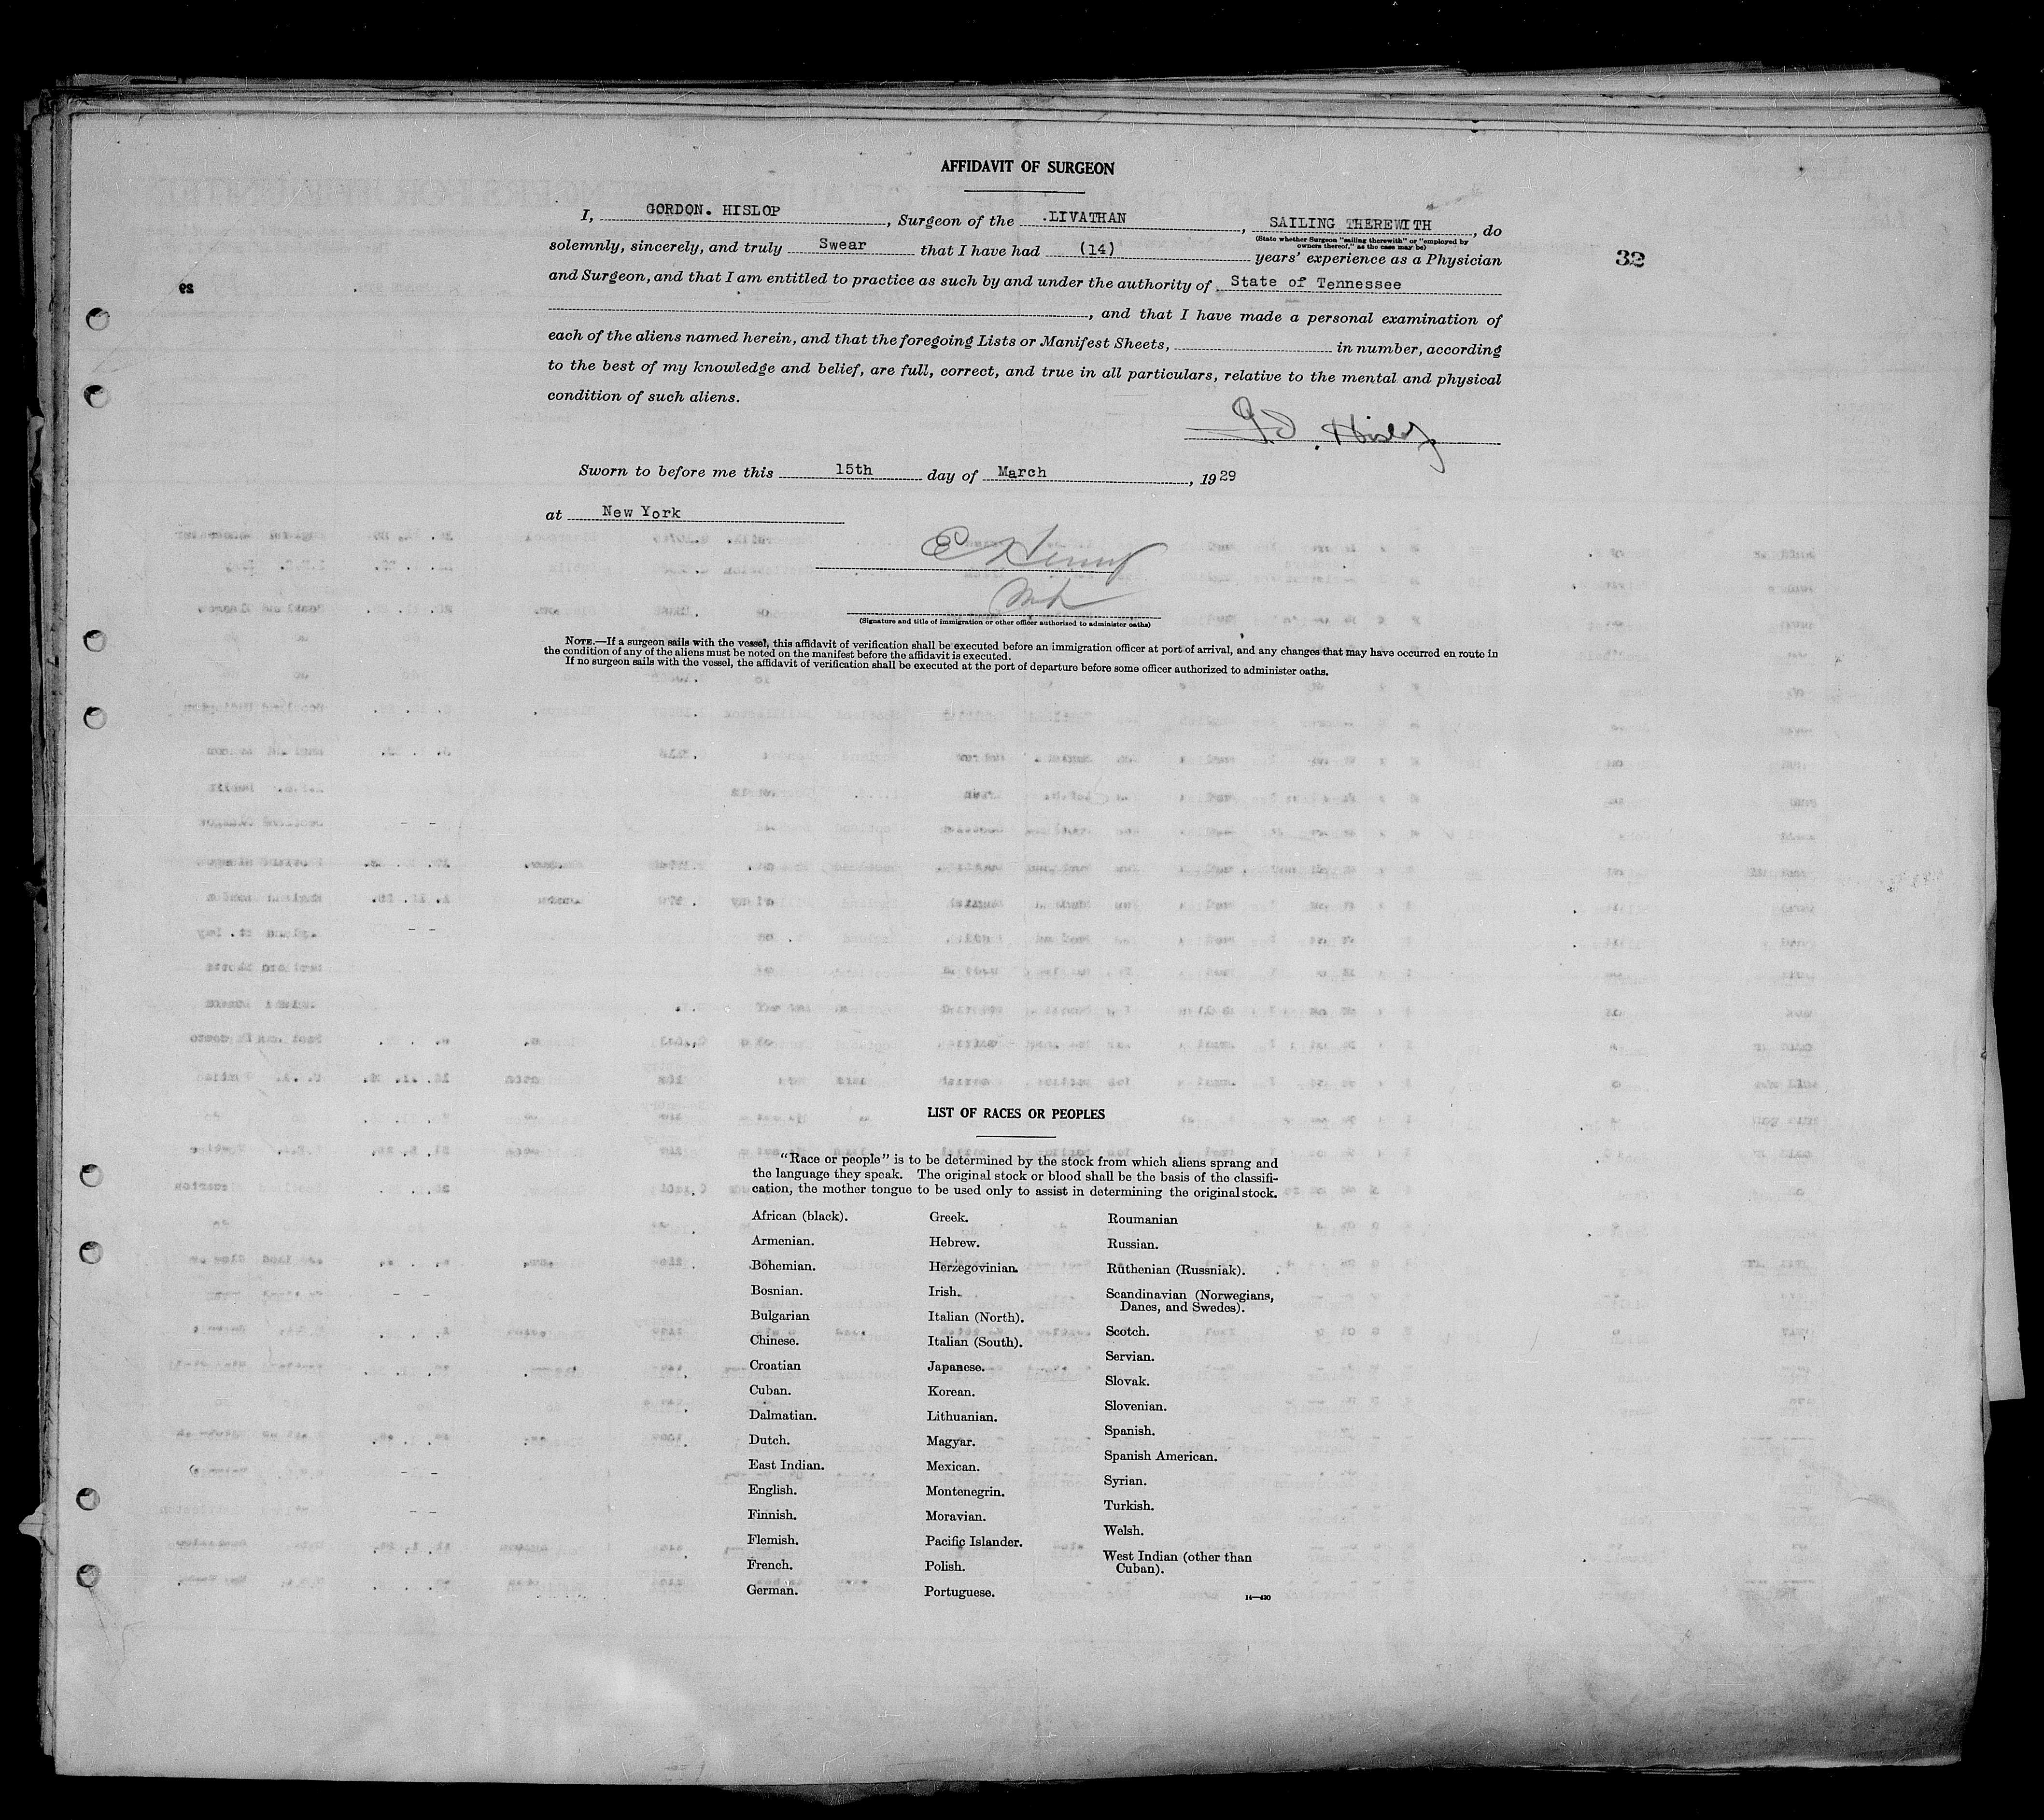 AFFIDAVIT OF SURGEON
I, GORDON. HISLOP, Surgeon of the .LIVATHAN, SAILING THEREWITH, do
(State whether Surgeon "sailing therewith" or "employed by
owners thereof," as the case may be)
solemnly, sincerely, and truly Swear that I have had (14) years' experience as a Physician
32
and Surgeon, and that I am entitled to practice as such by and under the authority of State of Tennessee
, and that I have made a personal examination of
each of the aliens named herein, and that the foregoing Lists or Manifest Sheets, in number, according
to the best of my knowledge and belief, are full, correct, and true in all particulars, relative to the mental and physical
condition of such aliens.
Hislop
Sworn to before me this 15th day of March, 1929
at New York
(Signature and title of immigration or other officer authorized to administer oaths)
NOTE.—If a surgeon sails with the vessel, this affidavit of verification shall be executed before an immigration officer at port of arrival, and any changes that may have occurred en route in
the condition of any of the aliens must be noted on the manifest before the affidavit is executed.
If no surgeon sails with the vessel, the affidavit of verification shall be executed at the port of departure before some officer authorized to administer oaths.
LIST OF RACES OR PEOPLES
"Race or people" is to be determined by the stock from which aliens sprang and
the language they speak. The original stock or blood shall be the basis of the classifi-
cation, the mother tongue to be used only to assist in determining the original stock.
African (black).
Armenian.
Bohemian.
Bosnian.
Bulgarian
Chinese.
Croatian
Cuban.
Dalmatian.
Dutch.
East Indian.
English.
Finnish.
Flemish.
French.
German.
Greek.
Hebrew.
Herzegovinian.
Irish.
Italian (North).
Italian (South).
Japanese.
Korean.
Lithuanian.
Magyar.
Mexican.
Montenegrin.
Moravian.
Pacific Islander.
Polish.
Portuguese.
Roumanian
Russian.
Ruthenian (Russniak).
Scandinavian (Norwegians,
Danes, and Swedes).
Scotch.
Servian.
Slovak.
Slovenian.
Spanish.
Spanish American.
Syrian.
Turkish.
Welsh.
West Indian (other than
Cuban).
14—430